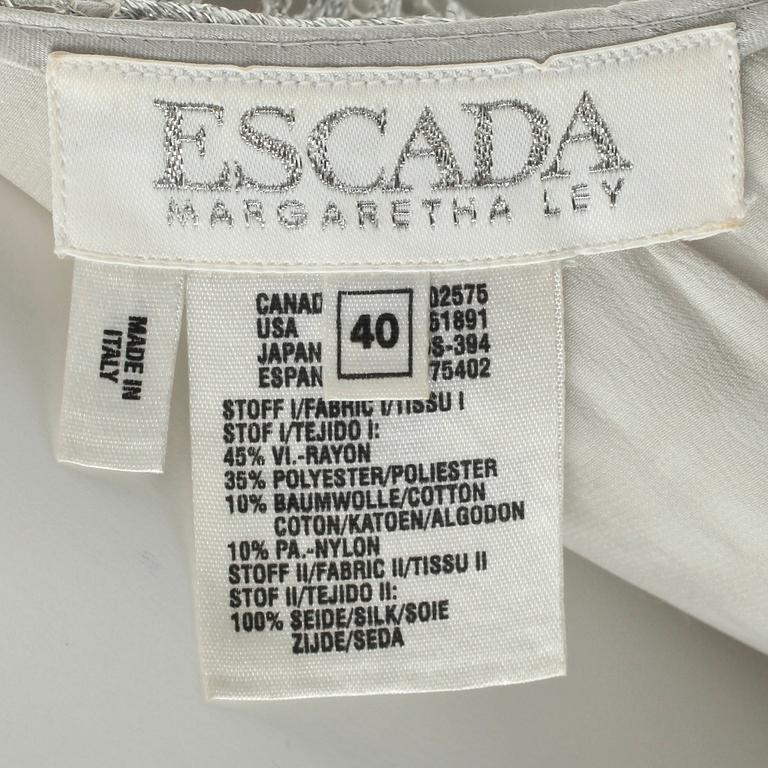 ESCADA
MARGARETHA LEY
MADE IN
ITALY
40
CANAD 02575
USA 61891
JAPAN S-394
ESPAN 75402
STOFF I/FABRIC I/TISSU I
STOF I/TEJIDO I:
45% VI.-RAYON
35% POLYESTER/POLIESTER
10% BAUMWOLLE/COTTON
COTON/KATOEN/ALGODON
10% PA.-NYLON
STOFF II/FABRIC II/TISSU II
STOF II/TEJIDO II:
100% SEIDE/SILK/SOIE
ZIJDE/SEDA